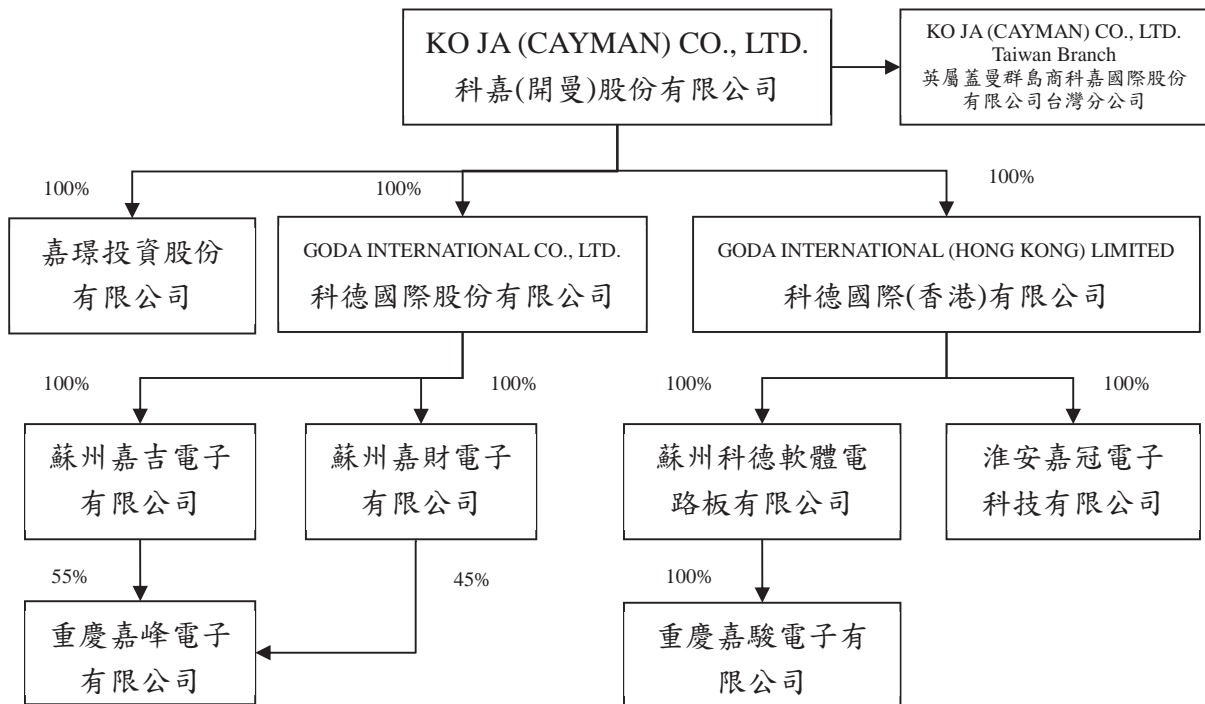 KO JA (CAYMAN) CO., LTD.
科嘉(開曼)股份有限公司
KO JA (CAYMAN) CO., LTD.
Taiwan Branch
英屬蓋曼群島商科嘉國際股份
有限公司台灣分公司
100%
100%
100%
嘉璟投資股份
有限公司
GODA INTERNATIONAL CO., LTD.
科德國際股份有限公司
GODA INTERNATIONAL (HONG KONG) LIMITED
科德國際(香港)有限公司
100%
100%
100%
100%
蘇州嘉吉電子
有限公司
蘇州嘉財電子
有限公司
蘇州科德軟體電
路板有限公司
淮安嘉冠電子
科技有限公司
55%
45%
100%
重慶嘉峰電子
有限公司
重慶嘉駿電子有
限公司